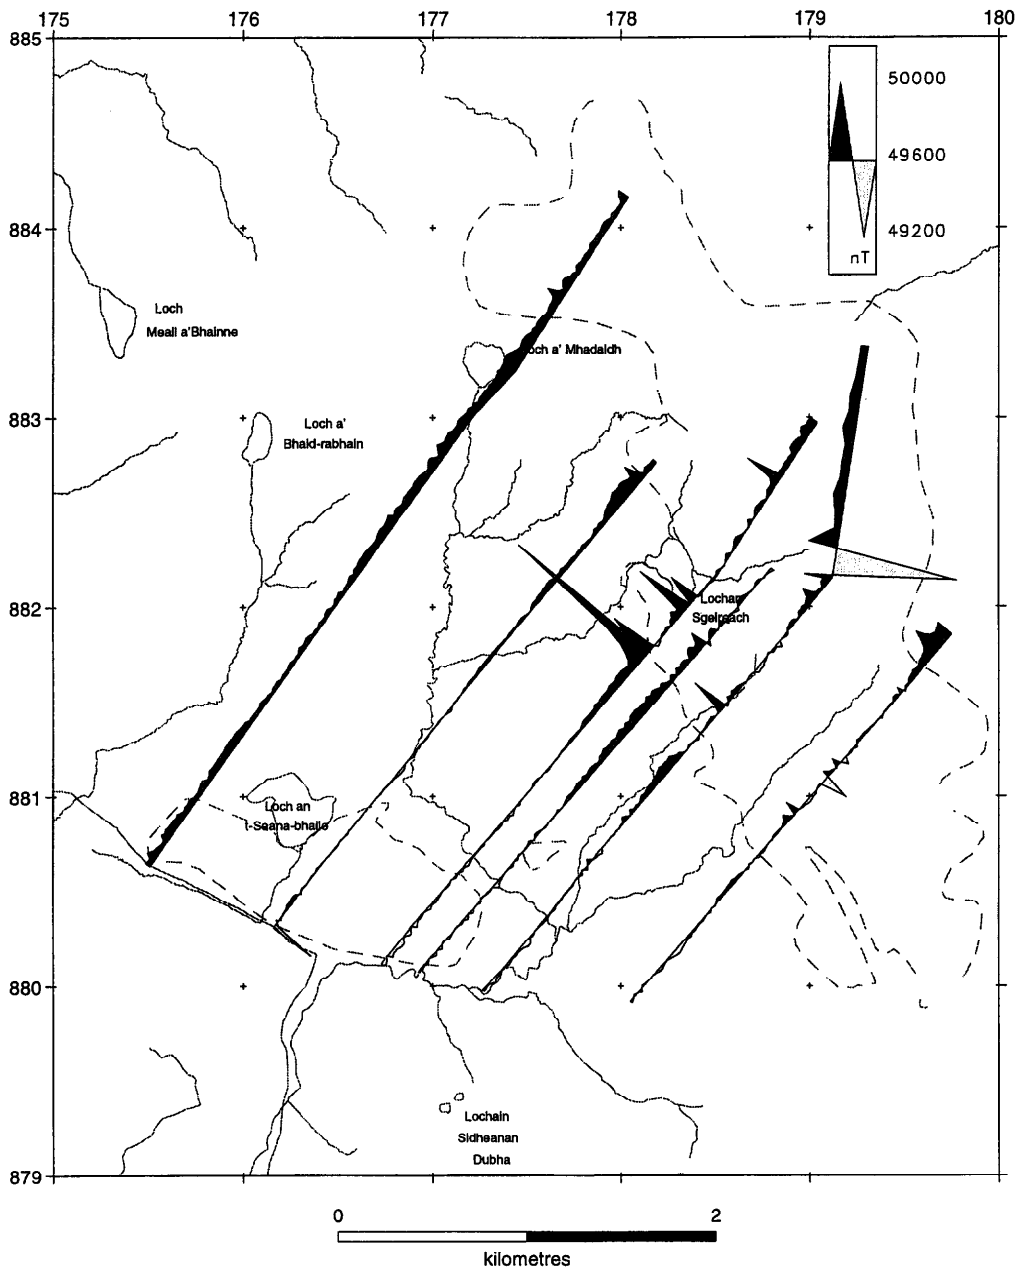 175 176 177 178 179 180
885
50000
49600
884
49200
nT
Loch
Meall a'Bhainne
och a' Mhadaidh
883
Loch a'
Bhaid-rabhain
882
Lochan
Sgeireach
881
Loch an
t-Seana-bhaile
880
Lochain
Sidheanan
Dubha
879
0 2
kilometres